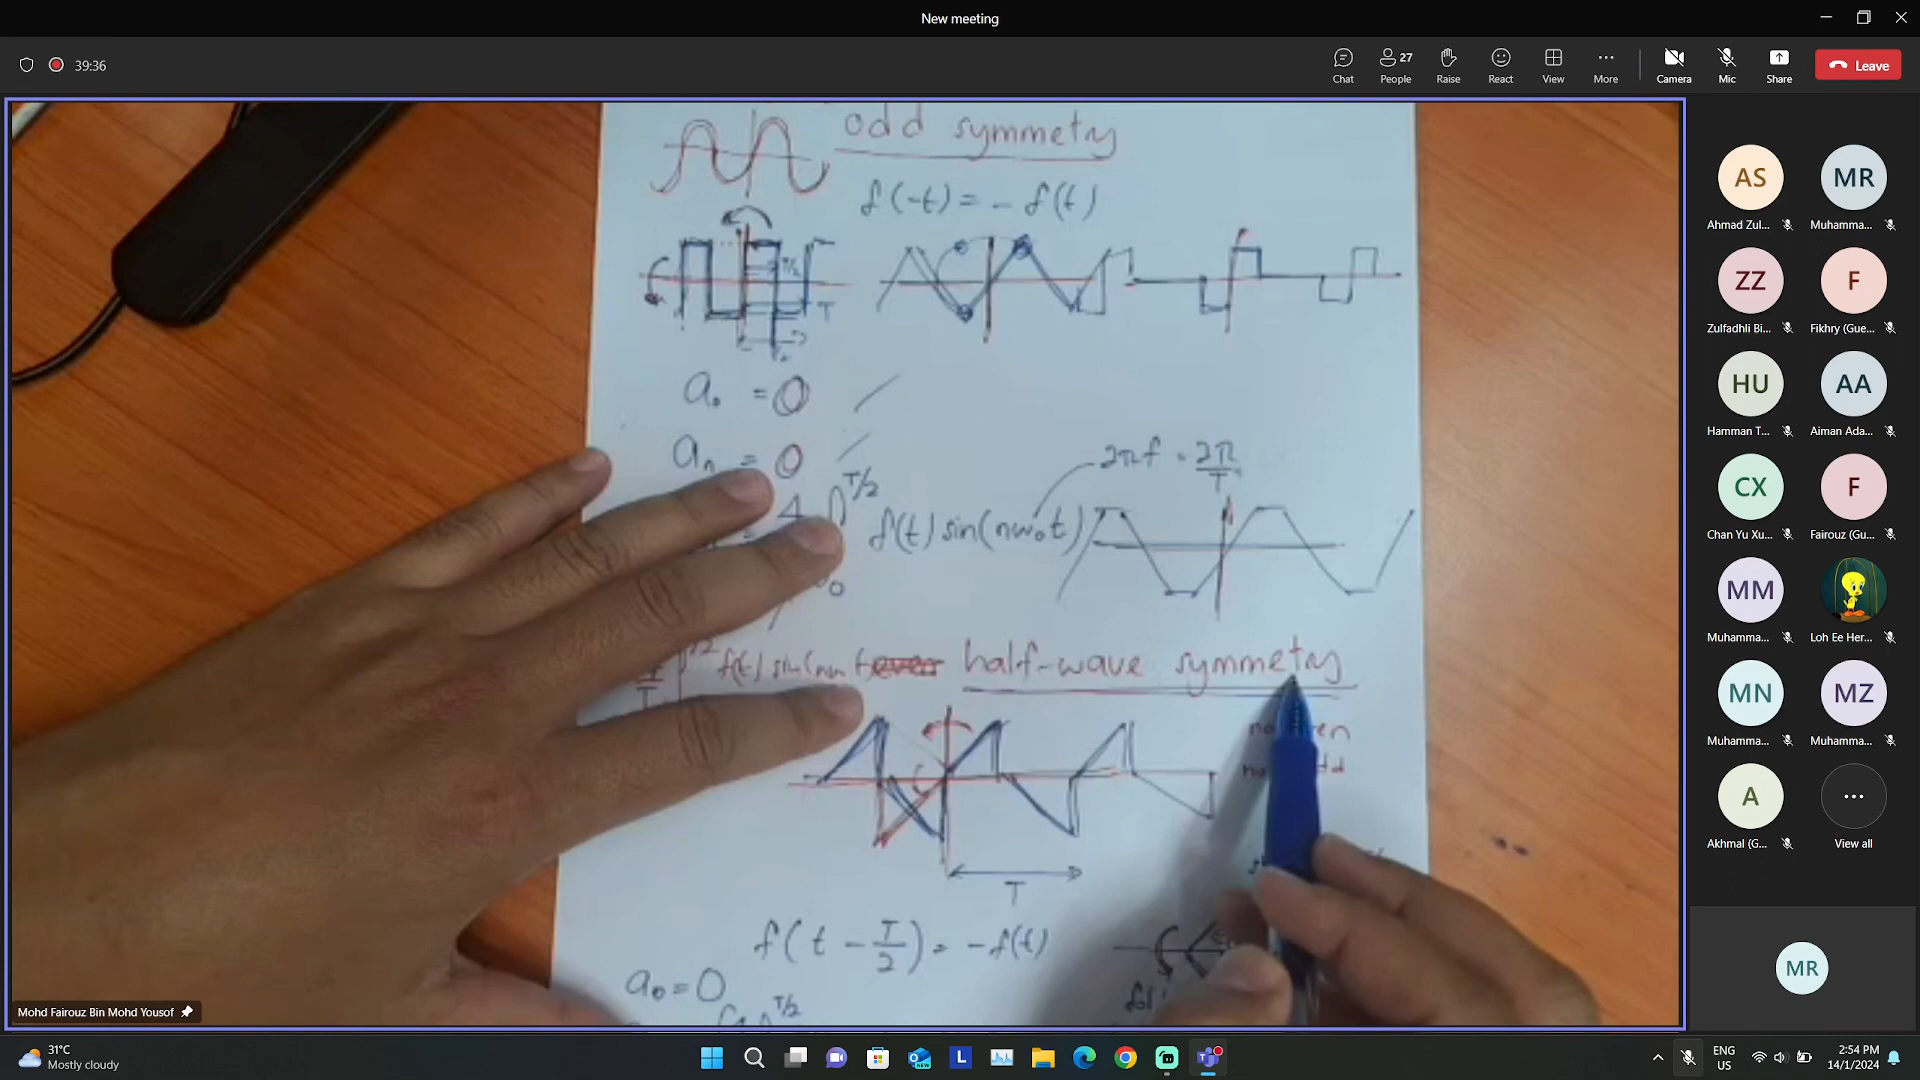 New meeting
39:36
Chat
27
People
Raise
React
View
More
Camera
Mic
Share
Leave
odd symmetry
f(-t) = - f(t)
T/2
T
a₀ = 0
aₙ = 0
2πf = 2π/T
4
T/2
f(t) sin(nω₀t)
0
f(t) sin(
half-wave symmetry
T
f(t - T/2) = -f(t)
a₀ = 0
T/2
Mohd Fairouz Bin Mohd Yousof
AS
Ahmad Zul...
MR
Muhamma...
ZZ
Zulfadhli Bi...
F
Fikhry (Gue...
HU
Hamman T...
AA
Aiman Ada...
CX
Chan Yu Xu...
F
Fairouz (Gu...
MM
Muhamma...
Loh Ee Her...
MN
Muhamma...
MZ
Muhamma...
A
Akhmal (G...
...
View all
MR
31°C
Mostly cloudy
NEW
L
ENG
US
2:54 PM
14/1/2024